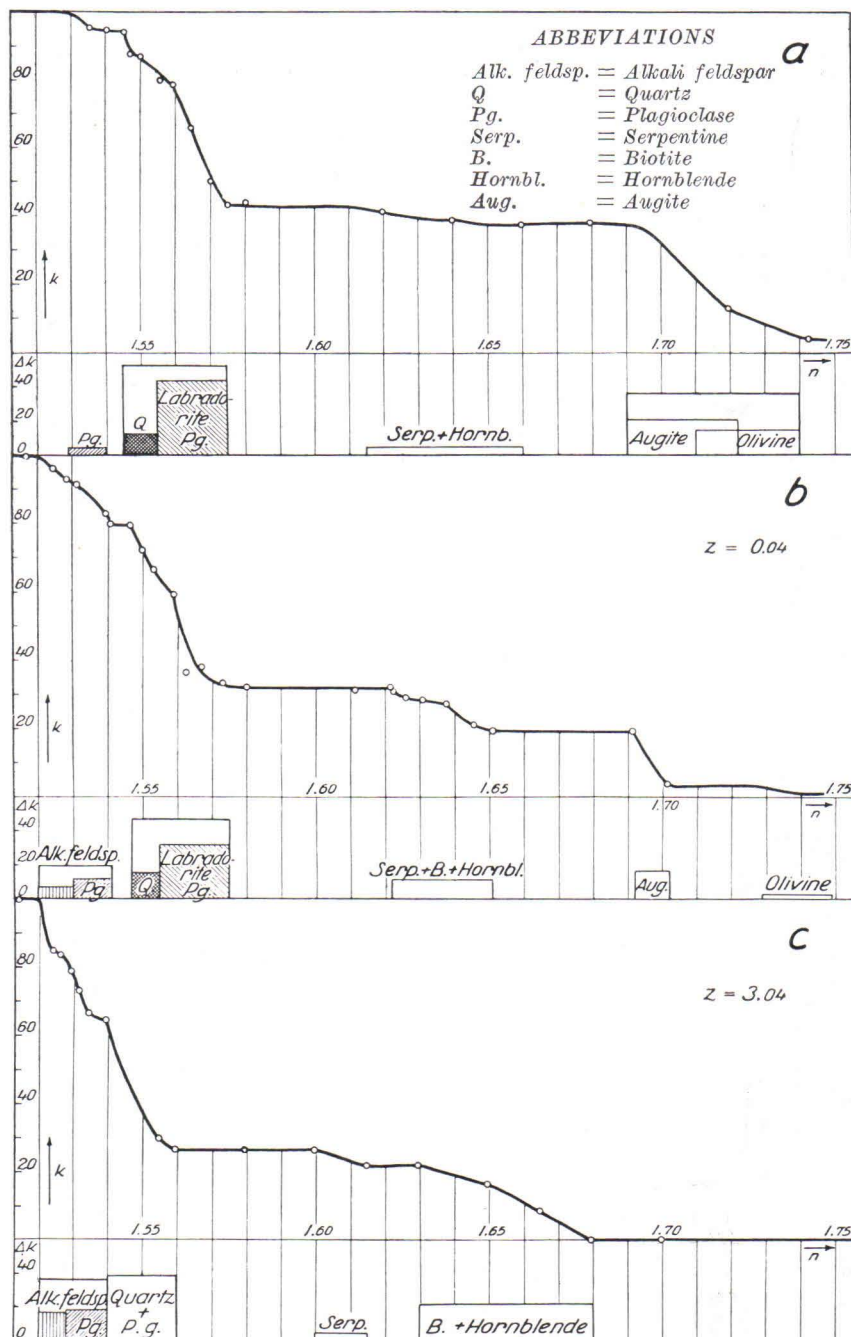 ABBEVIATIONS
a
Alk. feldsp. = Alkali feldspar
Q = Quartz
Pg. = Plagioclase
Serp. = Serpentine
B. = Biotite
Hornbl. = Hornblende
Aug. = Augite
80
60
40
20
k
1.55
1.60
1.65
1.70
1.75
n
Δk
40
20
0
Pg.
Q
Labrado-
rite
Pg.
Serp.+Hornb.
Augite
Olivine
b
z = 0.04
80
60
40
20
k
1.55
1.60
1.65
1.70
1.75
n
Δk
40
20
0
Alk.feldsp.
Pg
Q
Labrado-
rite
Pg.
Serp.+B.+Hornbl.
Aug.
Olivine
c
z = 3.04
80
60
40
20
k
1.55
1.60
1.65
1.70
1.75
n
Δk
40
0
Alk.feldsp.
Pg
Quartz
+
P.g.
Serp.
B. +Hornblende